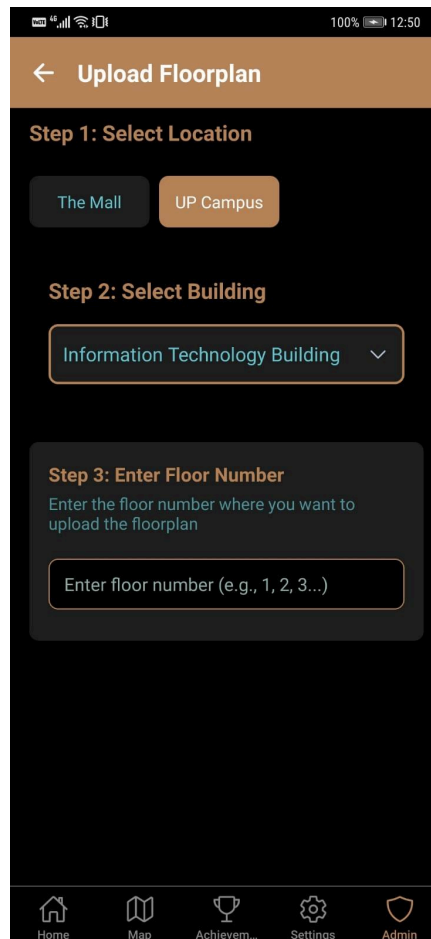 VoLTE 4G 100% 12:50
Upload Floorplan
Step 1: Select Location
The Mall UP Campus
Step 2: Select Building
Information Technology Building
Step 3: Enter Floor Number
Enter the floor number where you want to
upload the floorplan
Enter floor number (e.g., 1, 2, 3...)
Home Map Achievem... Settings Admin